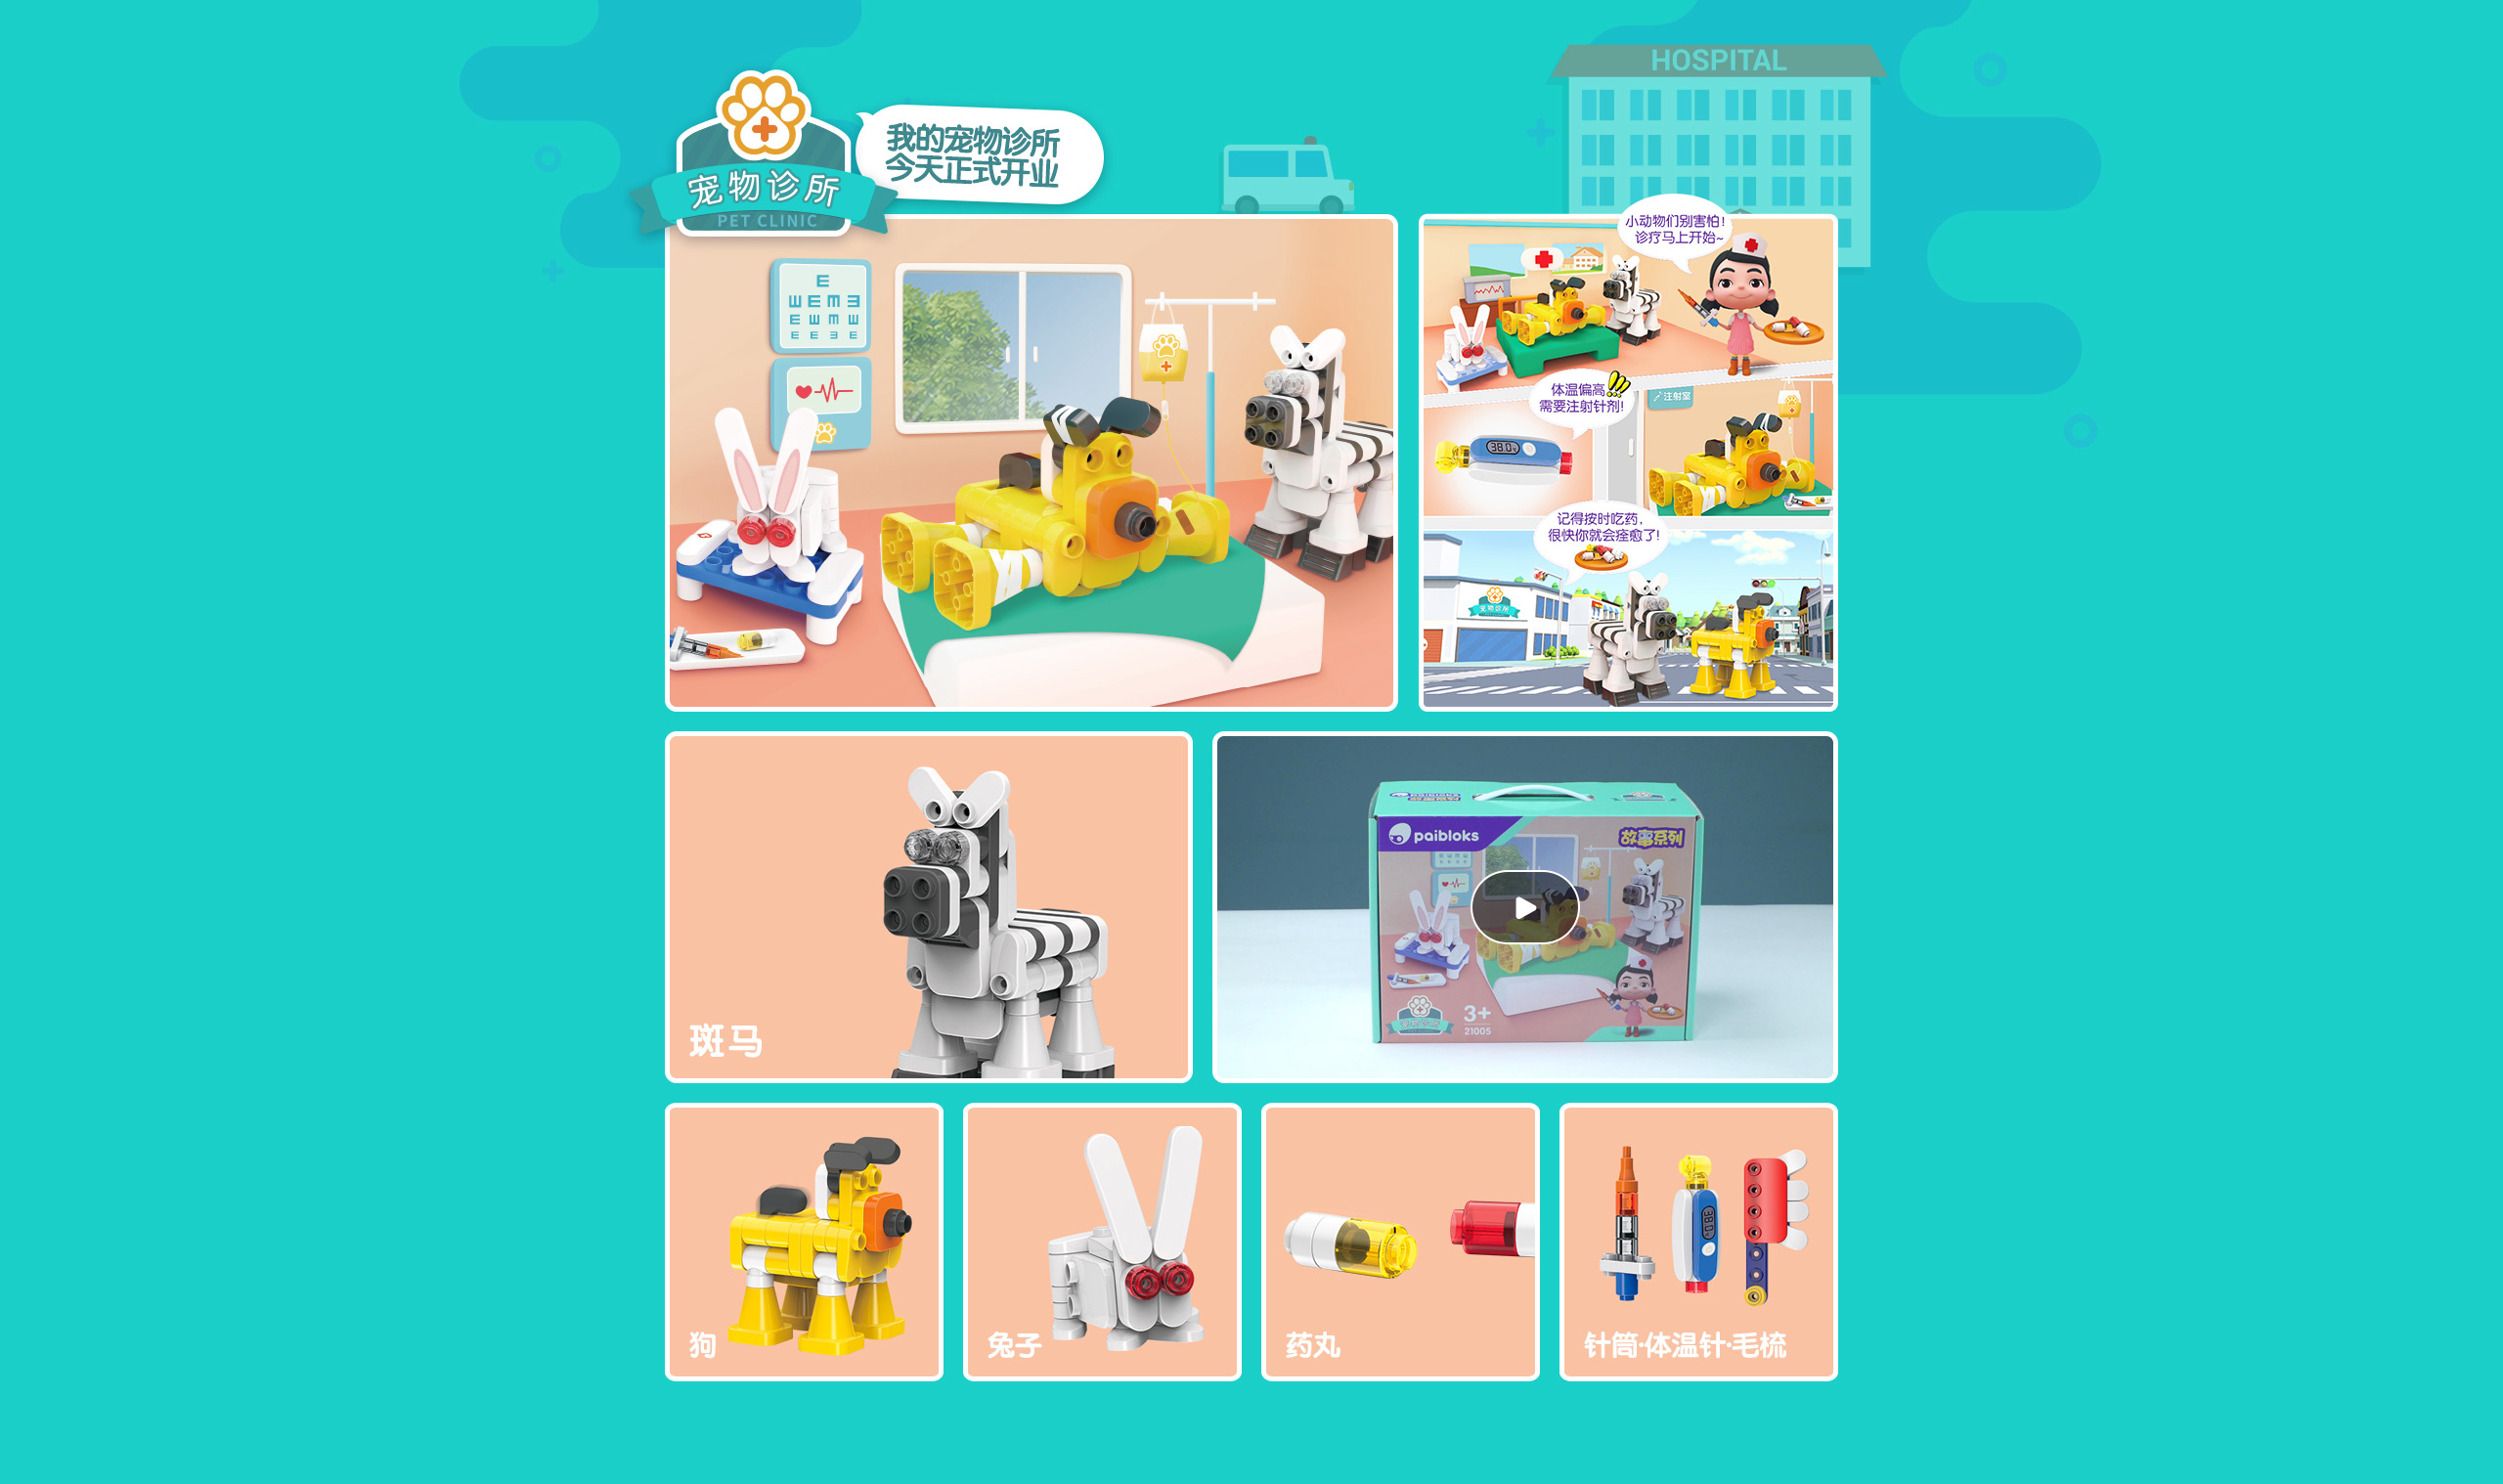 HOSPITAL
我的宠物诊所
今天正式开业
宠物诊所
PET CLINIC
小动物们别害怕!
诊疗马上开始~
E
体温偏高
需要注射针剂!
注射室
38.0
记得按时吃药,
很快你就会痊愈了!
宠物诊所
斑马
paibloks
故事系列
3+
21005
狗
兔子
药丸
针筒·体温针·毛梳